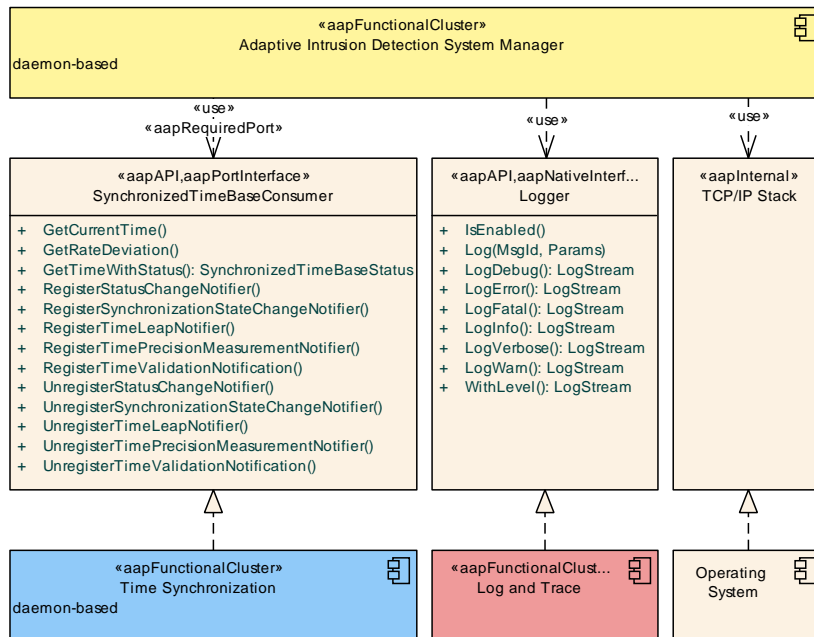 «aapFunctionalCluster»
Adaptive Intrusion Detection System Manager
daemon-based
«use»
«aapRequiredPort»
«use»
«use»
«aapAPI,aapPortInterface»
SynchronizedTimeBaseConsumer
+ GetCurrentTime()
+ GetRateDeviation()
+ GetTimeWithStatus(): SynchronizedTimeBaseStatus
+ RegisterStatusChangeNotifier()
+ RegisterSynchronizationStateChangeNotifier()
+ RegisterTimeLeapNotifier()
+ RegisterTimePrecisionMeasurementNotifier()
+ RegisterTimeValidationNotification()
+ UnregisterStatusChangeNotifier()
+ UnregisterSynchronizationStateChangeNotifier()
+ UnregisterTimeLeapNotifier()
+ UnregisterTimePrecisionMeasurementNotifier()
+ UnregisterTimeValidationNotification()
«aapAPI,aapNativeInterf...
Logger
+ IsEnabled()
+ Log(MsgId, Params)
+ LogDebug(): LogStream
+ LogError(): LogStream
+ LogFatal(): LogStream
+ LogInfo(): LogStream
+ LogVerbose(): LogStream
+ LogWarn(): LogStream
+ WithLevel(): LogStream
«aapInternal»
TCP/IP Stack
«aapFunctionalCluster»
Time Synchronization
daemon-based
«aapFunctionalClust...
Log and Trace
Operating
System